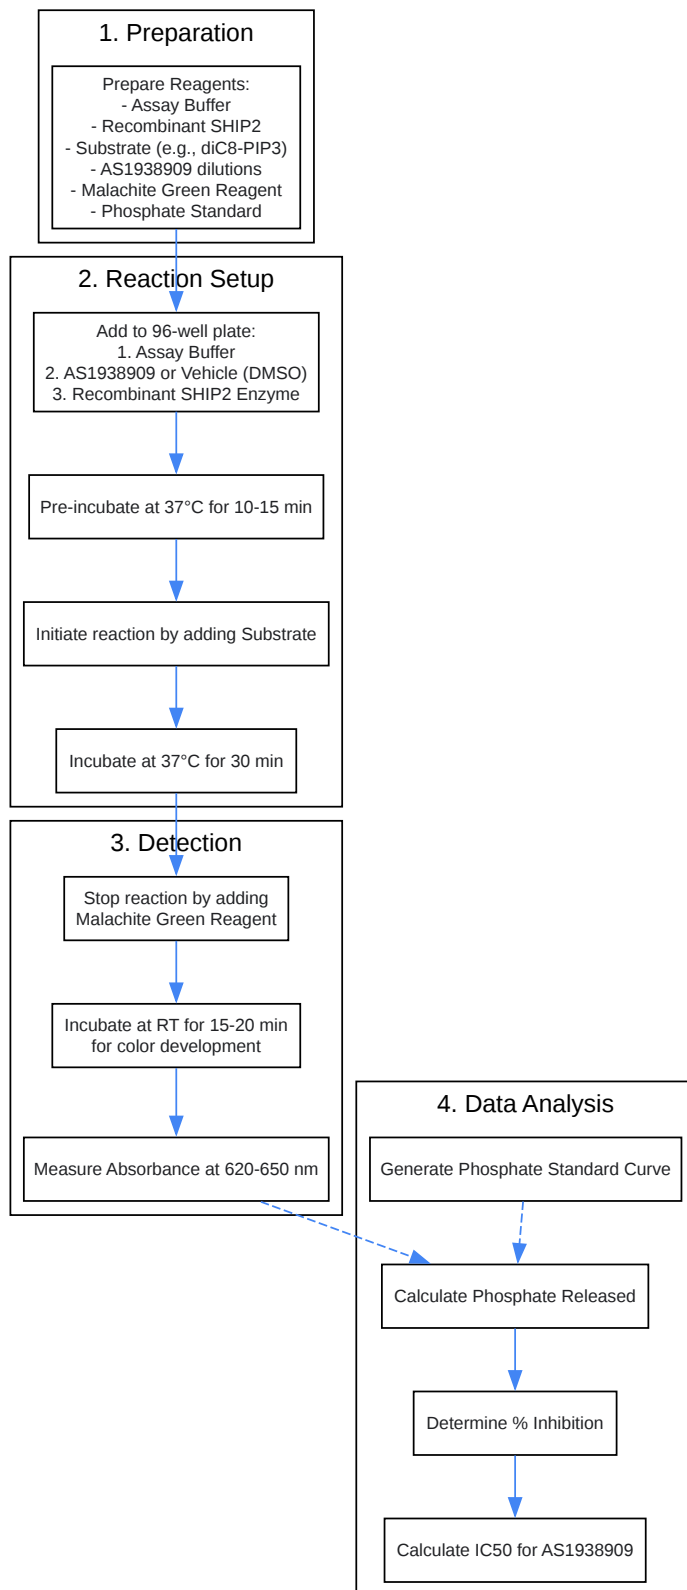 1. Preparation
Prepare Reagents:
- Assay Buffer
- Recombinant SHIP2
- Substrate (e.g., diC8-PIP3)
- AS1938909 dilutions
- Malachite Green Reagent
- Phosphate Standard
2. Reaction Setup
Add to 96-well plate:
1. Assay Buffer
2. AS1938909 or Vehicle (DMSO)
3. Recombinant SHIP2 Enzyme
Pre-incubate at 37°C for 10-15 min
Initiate reaction by adding Substrate
Incubate at 37°C for 30 min
3. Detection
Stop reaction by adding
Malachite Green Reagent
Incubate at RT for 15-20 min
for color development
Measure Absorbance at 620-650 nm
4. Data Analysis
Generate Phosphate Standard Curve
Calculate Phosphate Released
Determine % Inhibition
Calculate IC50 for AS1938909